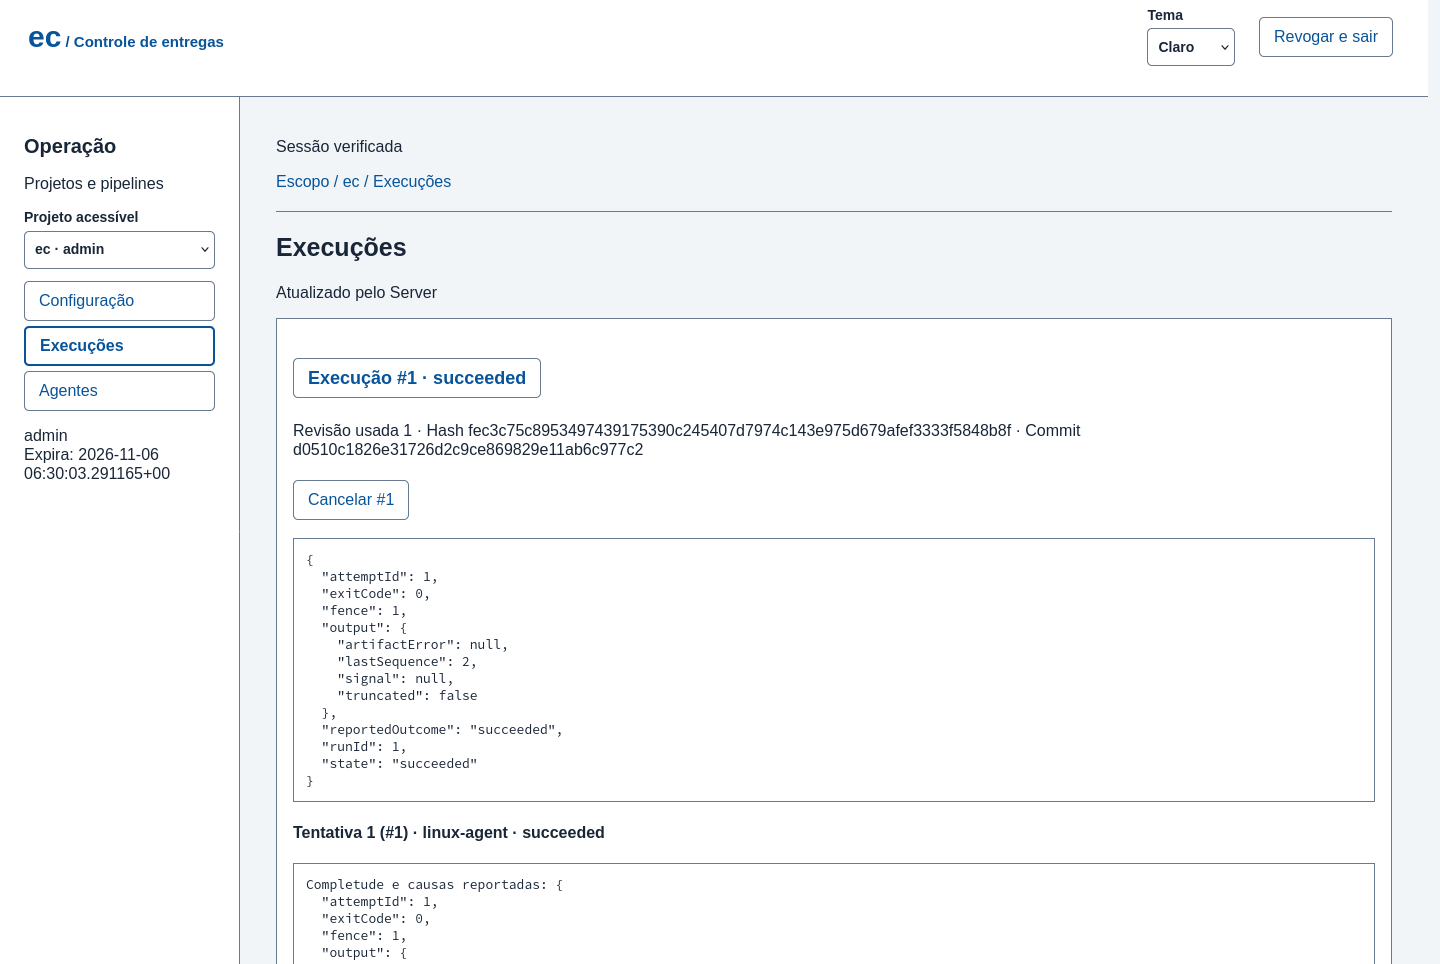 ec / Controle de entregas
Tema
Claro
Revogar e sair
Operação
Projetos e pipelines
Projeto acessível
ec · admin
Configuração
Execuções
Agentes
admin
Expira: 2026-11-06
06:30:03.291165+00
Sessão verificada
Escopo / ec / Execuções
Execuções
Atualizado pelo Server
Execução #1 · succeeded
Revisão usada 1 · Hash fec3c75c8953497439175390c245407d7974c143e975d679afef3333f5848b8f · Commit
d0510c1826e31726d2c9ce869829e11ab6c977c2
Cancelar #1
{
  "attemptId": 1,
  "exitCode": 0,
  "fence": 1,
  "output": {
    "artifactError": null,
    "lastSequence": 2,
    "signal": null,
    "truncated": false
  },
  "reportedOutcome": "succeeded",
  "runId": 1,
  "state": "succeeded"
}
Tentativa 1 (#1) · linux-agent · succeeded
Completude e causas reportadas: {
  "attemptId": 1,
  "exitCode": 0,
  "fence": 1,
  "output": {